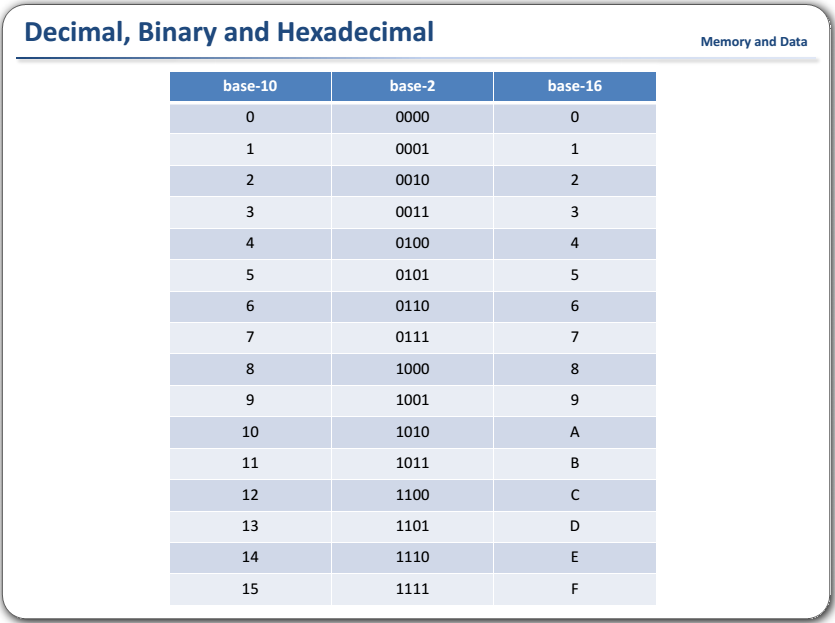 Decimal, Binary and Hexadecimal
Memory and Data
base-10 base-2 base-16
0 0000 0
1 0001 1
2 0010 2
3 0011 3
4 0100 4
5 0101 5
6 0110 6
7 0111 7
8 1000 8
9 1001 9
10 1010 A
11 1011 B
12 1100 C
13 1101 D
14 1110 E
15 1111 F